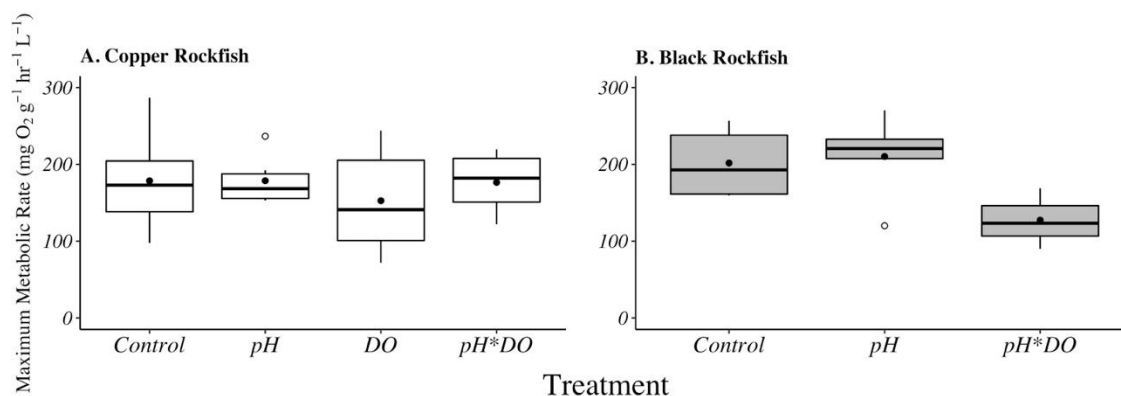 Maximum Metabolic Rate (mg O₂ g⁻¹ hr⁻¹ L⁻¹)
A. Copper Rockfish
300
200
100
0
Control pH DO pH*DO
B. Black Rockfish
300
200
100
0
Control pH pH*DO
Treatment